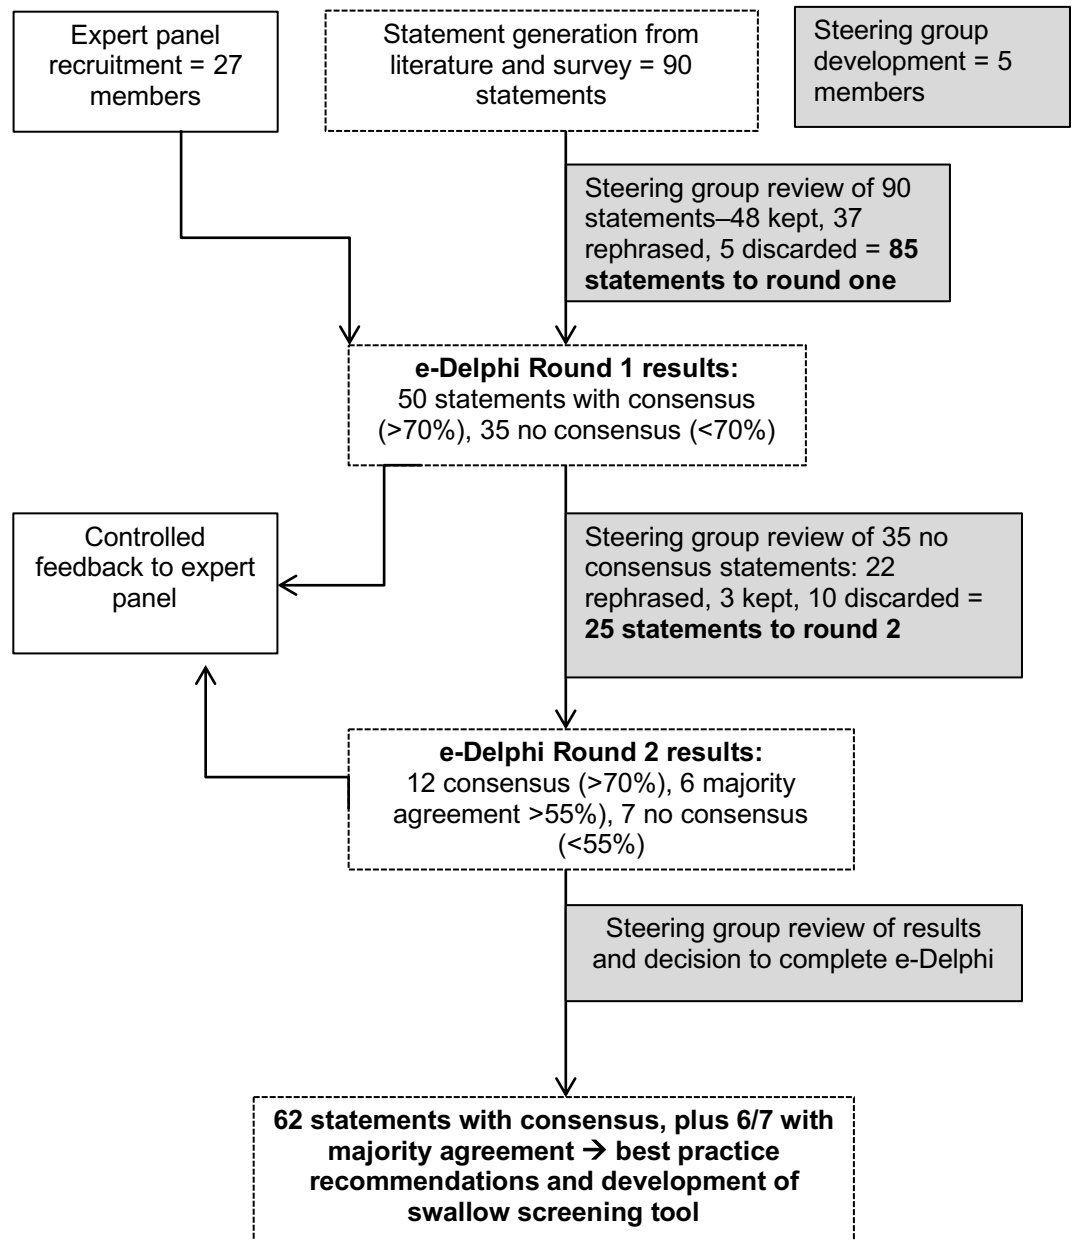 Expert panel
recruitment = 27
members
Statement generation from
literature and survey = 90
statements
Steering group
development = 5
members
Steering group review of 90
statements–48 kept, 37
rephrased, 5 discarded = 85
statements to round one
e-Delphi Round 1 results:
50 statements with consensus
(>70%), 35 no consensus (<70%)
Controlled
feedback to expert
panel
Steering group review of 35 no
consensus statements: 22
rephrased, 3 kept, 10 discarded =
25 statements to round 2
e-Delphi Round 2 results:
12 consensus (>70%), 6 majority
agreement >55%), 7 no consensus
(<55%)
Steering group review of results
and decision to complete e-Delphi
62 statements with consensus, plus 6/7 with
majority agreement → best practice
recommendations and development of
swallow screening tool